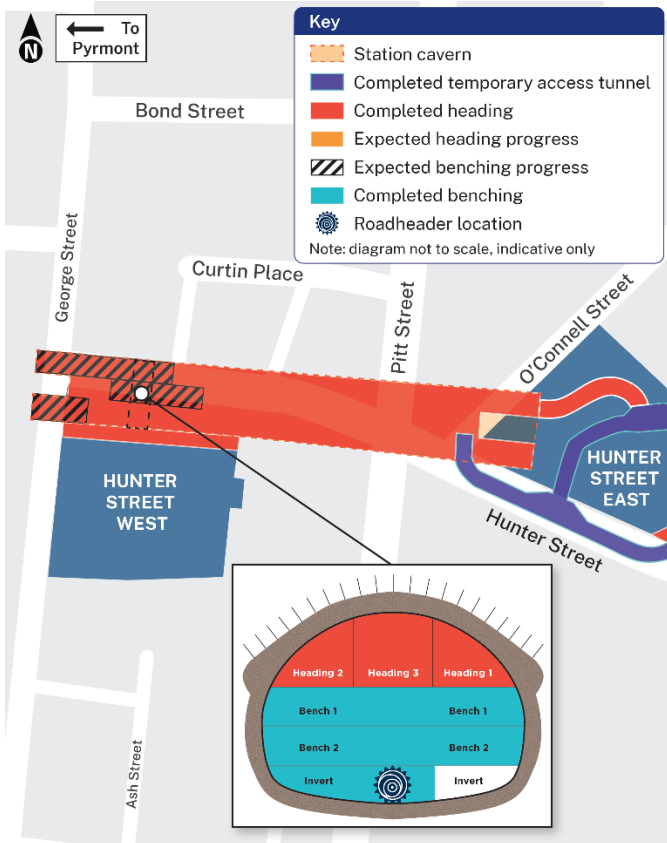 N
To
Pyrmont
Key
Station cavern
Completed temporary access tunnel
Completed heading
Expected heading progress
Expected benching progress
Completed benching
Roadheader location
Note: diagram not to scale, indicative only
Bond Street
George Street
Curtin Place
Pitt Street
O'Connell Street
HUNTER
STREET
WEST
HUNTER
STREET
EAST
Hunter Street
Ash Street
Heading 2
Heading 3
Heading 1
Bench 1
Bench 1
Bench 2
Bench 2
Invert
Invert